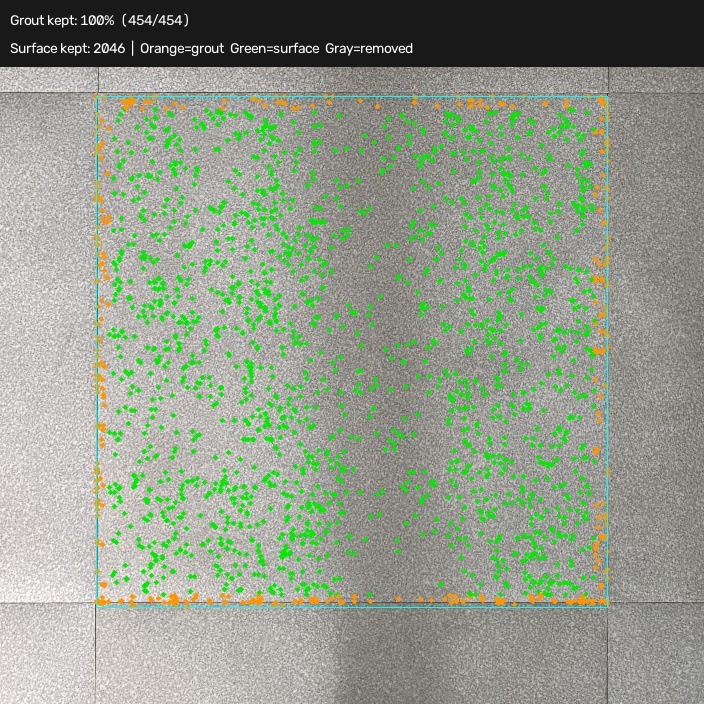 Grout kept: 100% (454/454)
Surface kept: 2046 | Orange=grout Green=surface Gray=removed